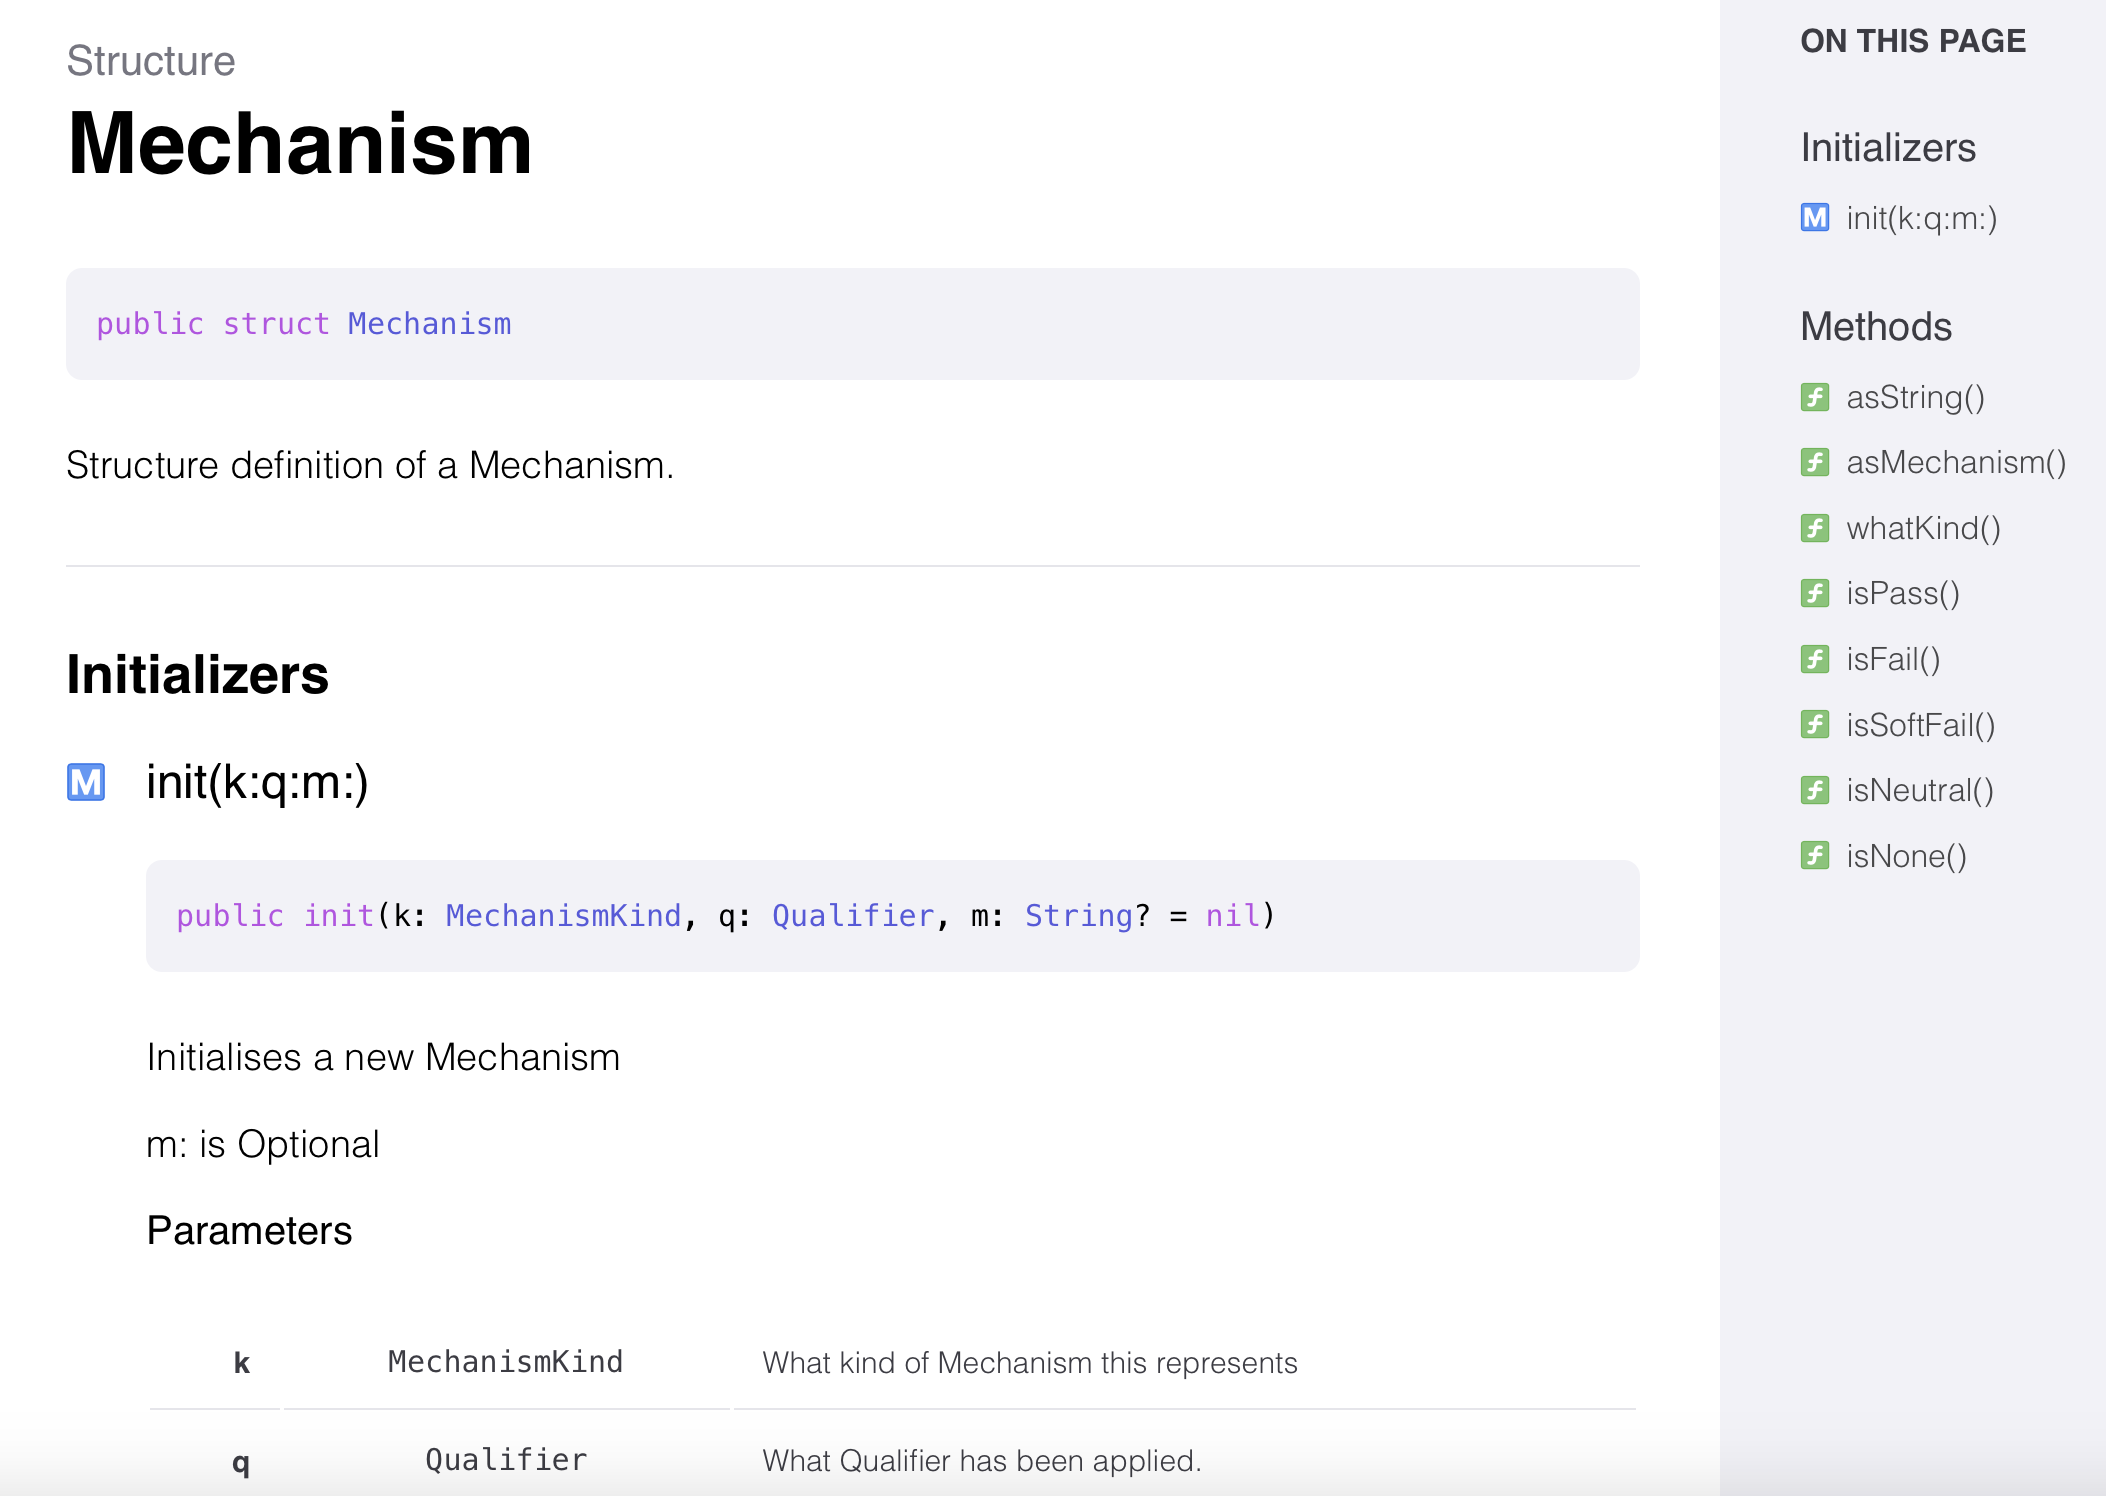 Structure
Mechanism
public struct Mechanism
Structure definition of a Mechanism.
Initializers
M init(k:q:m:)
public init(k: MechanismKind, q: Qualifier, m: String? = nil)
Initialises a new Mechanism
m: is Optional
Parameters
k MechanismKind What kind of Mechanism this represents
q Qualifier What Qualifier has been applied.
ON THIS PAGE
Initializers
M init(k:q:m:)
Methods
f asString()
f asMechanism()
f whatKind()
f isPass()
f isFail()
f isSoftFail()
f isNeutral()
f isNone()